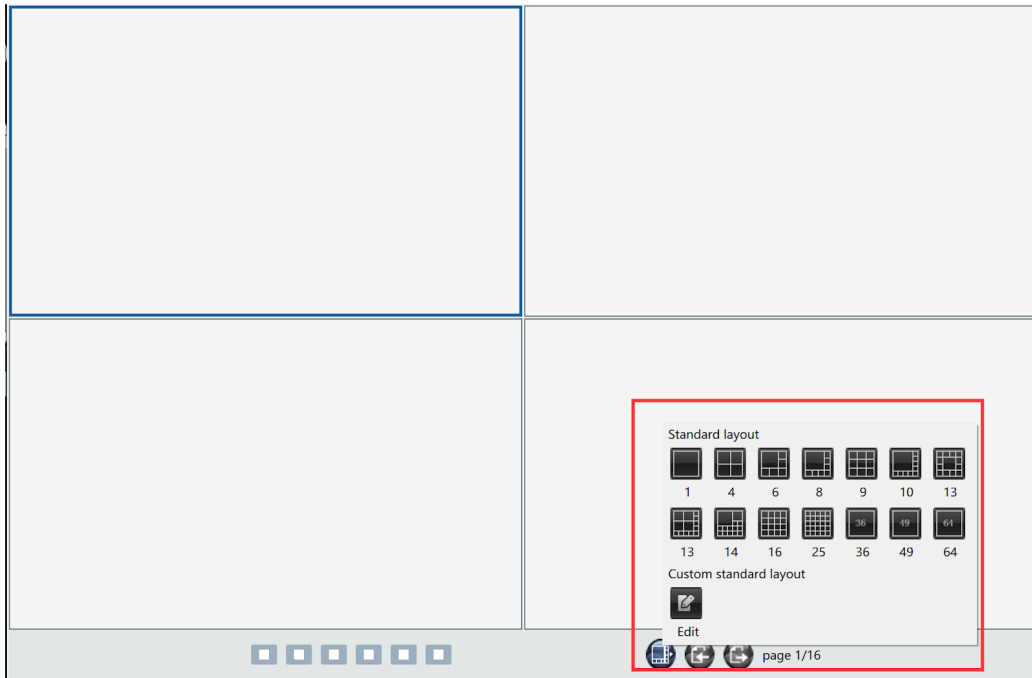 Standard layout
1 4 6 8 9 10 13
36 49 64
13 14 16 25 36 49 64
Custom standard layout
Edit
page 1/16